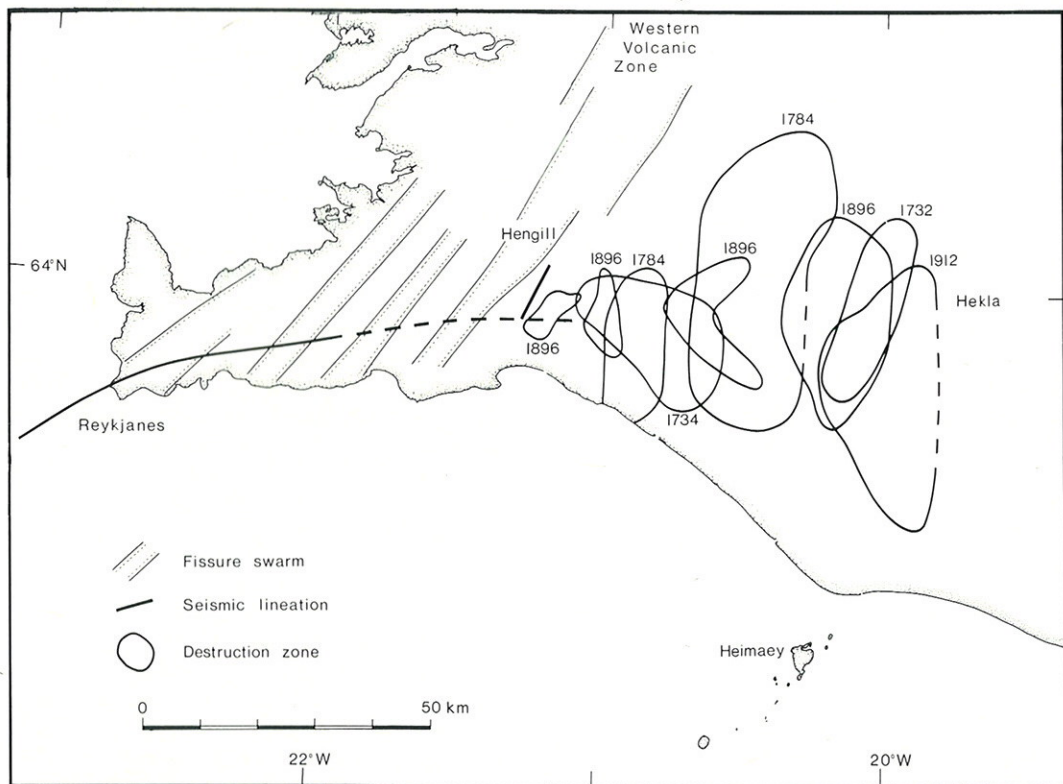 Western
Volcanic
Zone
1784
1896
1732
Hengill
1896
1784
1896
1912
64°N
Hekla
1896
1734
Reykjanes
Fissure swarm
Seismic lineation
Destruction zone
Heimaey
0
50 km
22°W
20°W